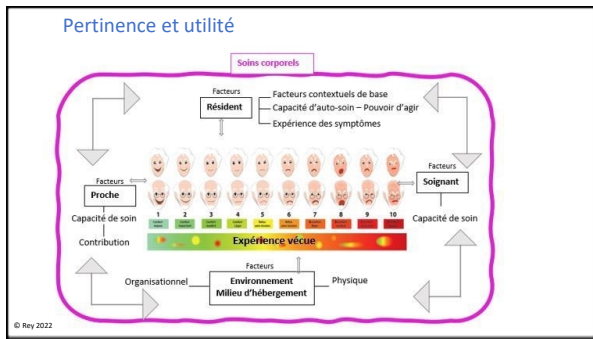 Pertinence et utilité
Soins corporels
Facteurs
Résident
Facteurs contextuels de base
Capacité d'auto-soin – Pouvoir d'agir
Expérience des symptômes
Facteurs
Proche
Capacité de soin
Contribution
Facteurs
Soignant
Capacité de soin
1 2 3 4 5 6 7 8 9 10
Expérience vécue
Facteurs
Organisationnel
Environnement
Milieu d'hébergement
Physique
© Rey 2022